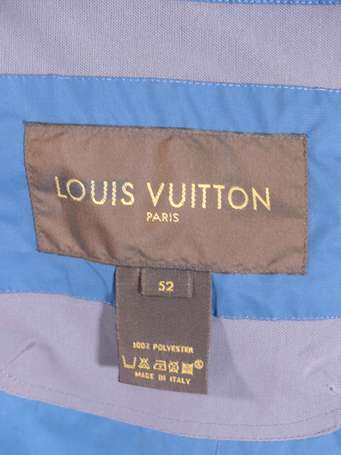 LOUIS VUITTON
PARIS
52
100% POLYESTER
MADE IN ITALY